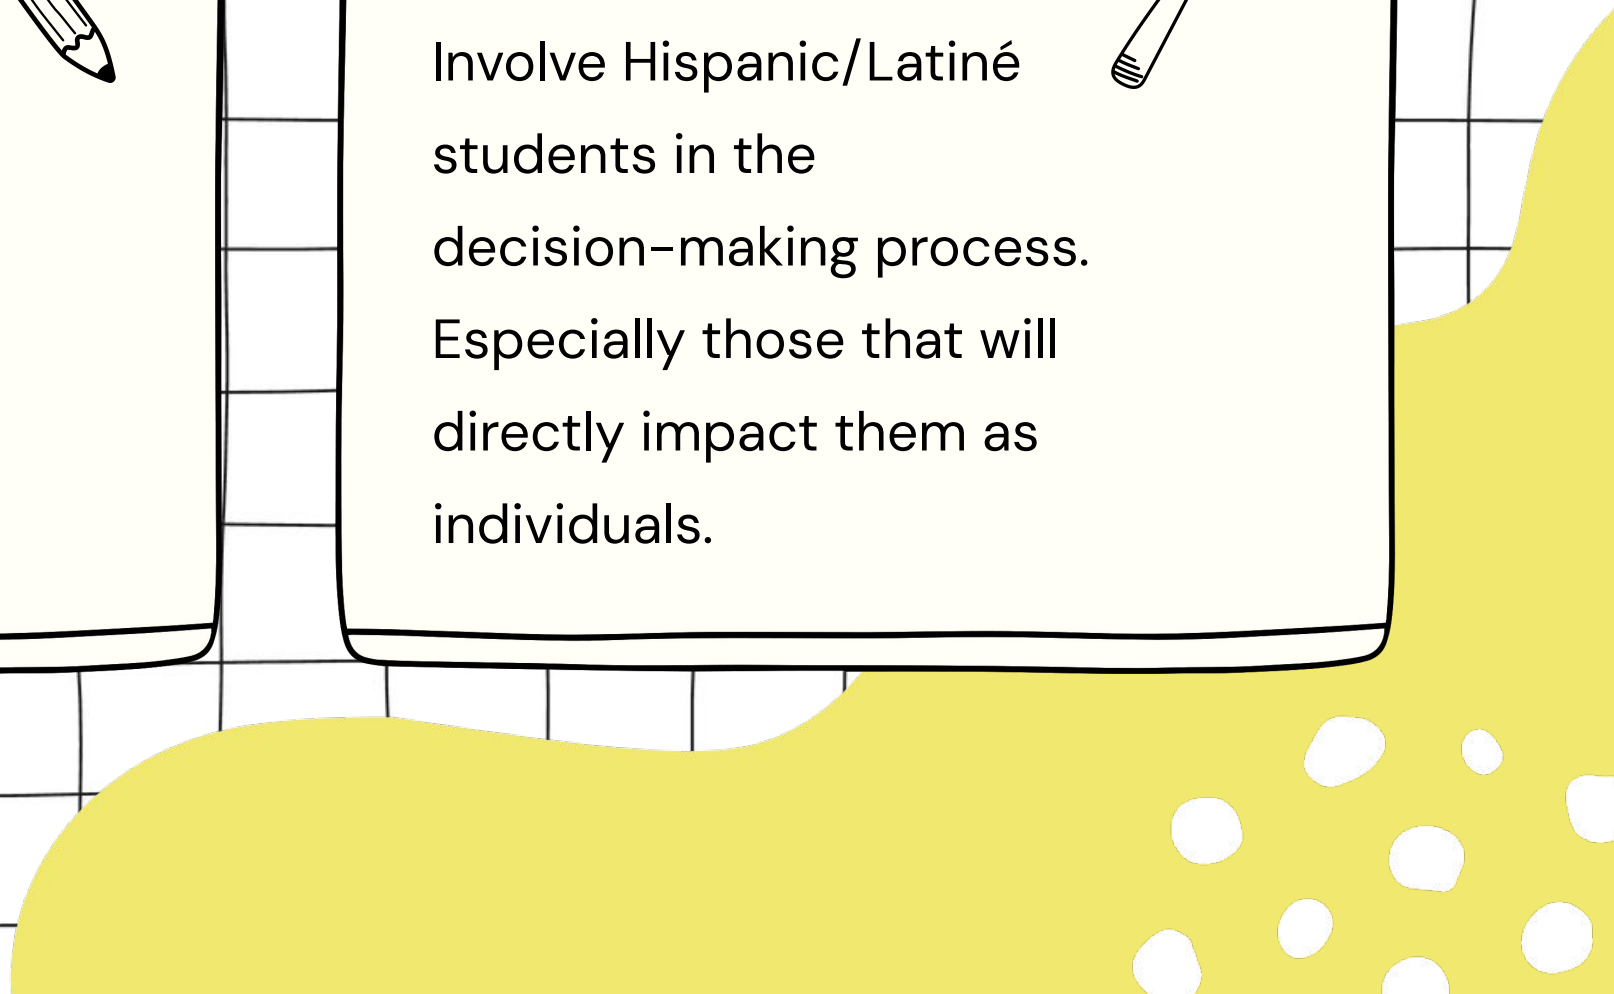 Involve Hispanic/Latiné
students in the
decision-making process.
Especially those that will
directly impact them as
individuals.